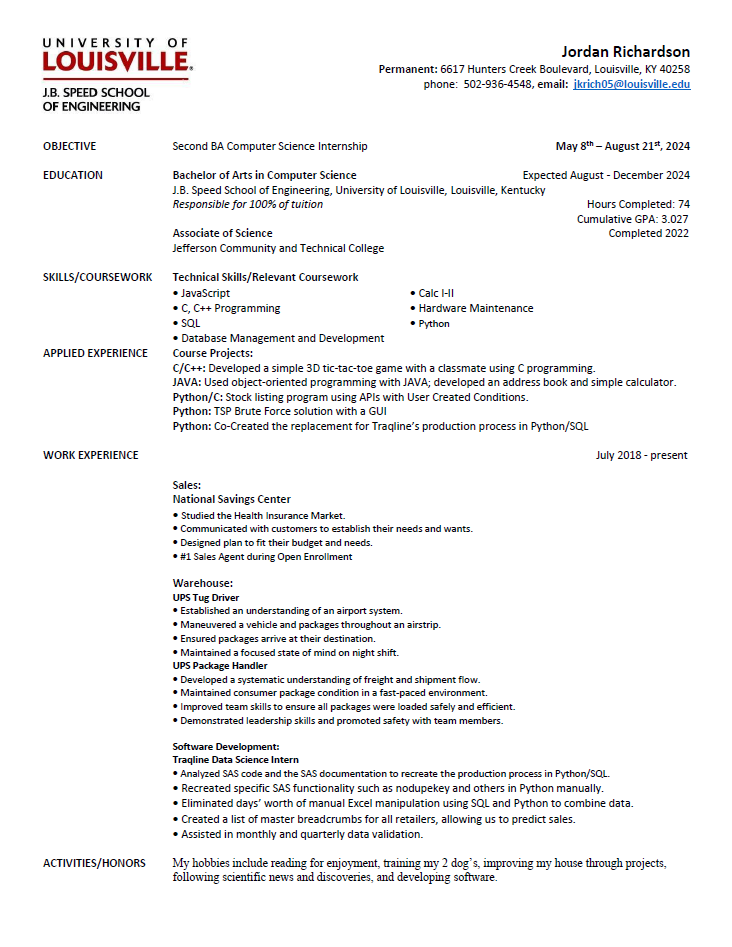 UNIVERSITY OF
LOUISVILLE.
J.B. SPEED SCHOOL
OF ENGINEERING
Jordan Richardson
Permanent: 6617 Hunters Creek Boulevard, Louisville, KY 40258
phone: 502-936-4548, email: jkrich05@louisville.edu
OBJECTIVE Second BA Computer Science Internship May 8th – August 21st, 2024
EDUCATION Bachelor of Arts in Computer Science Expected August - December 2024
J.B. Speed School of Engineering, University of Louisville, Louisville, Kentucky
Responsible for 100% of tuition Hours Completed: 74
Cumulative GPA: 3.027
Associate of Science Completed 2022
Jefferson Community and Technical College
SKILLS/COURSEWORK Technical Skills/Relevant Coursework
• JavaScript • Calc I-II
• C, C++ Programming • Hardware Maintenance
• SQL • Python
• Database Management and Development
APPLIED EXPERIENCE Course Projects:
C/C++: Developed a simple 3D tic-tac-toe game with a classmate using C programming.
JAVA: Used object-oriented programming with JAVA; developed an address book and simple calculator.
Python/C: Stock listing program using APIs with User Created Conditions.
Python: TSP Brute Force solution with a GUI
Python: Co-Created the replacement for Traqline's production process in Python/SQL
WORK EXPERIENCE July 2018 - present
Sales:
National Savings Center
• Studied the Health Insurance Market.
• Communicated with customers to establish their needs and wants.
• Designed plan to fit their budget and needs.
• #1 Sales Agent during Open Enrollment
Warehouse:
UPS Tug Driver
• Established an understanding of an airport system.
• Maneuvered a vehicle and packages throughout an airstrip.
• Ensured packages arrive at their destination.
• Maintained a focused state of mind on night shift.
UPS Package Handler
• Developed a systematic understanding of freight and shipment flow.
• Maintained consumer package condition in a fast-paced environment.
• Improved team skills to ensure all packages were loaded safely and efficient.
• Demonstrated leadership skills and promoted safety with team members.
Software Development:
Traqline Data Science Intern
• Analyzed SAS code and the SAS documentation to recreate the production process in Python/SQL.
• Recreated specific SAS functionality such as nodupekey and others in Python manually.
• Eliminated days' worth of manual Excel manipulation using SQL and Python to combine data.
• Created a list of master breadcrumbs for all retailers, allowing us to predict sales.
• Assisted in monthly and quarterly data validation.
ACTIVITIES/HONORS My hobbies include reading for enjoyment, training my 2 dog's, improving my house through projects,
following scientific news and discoveries, and developing software.